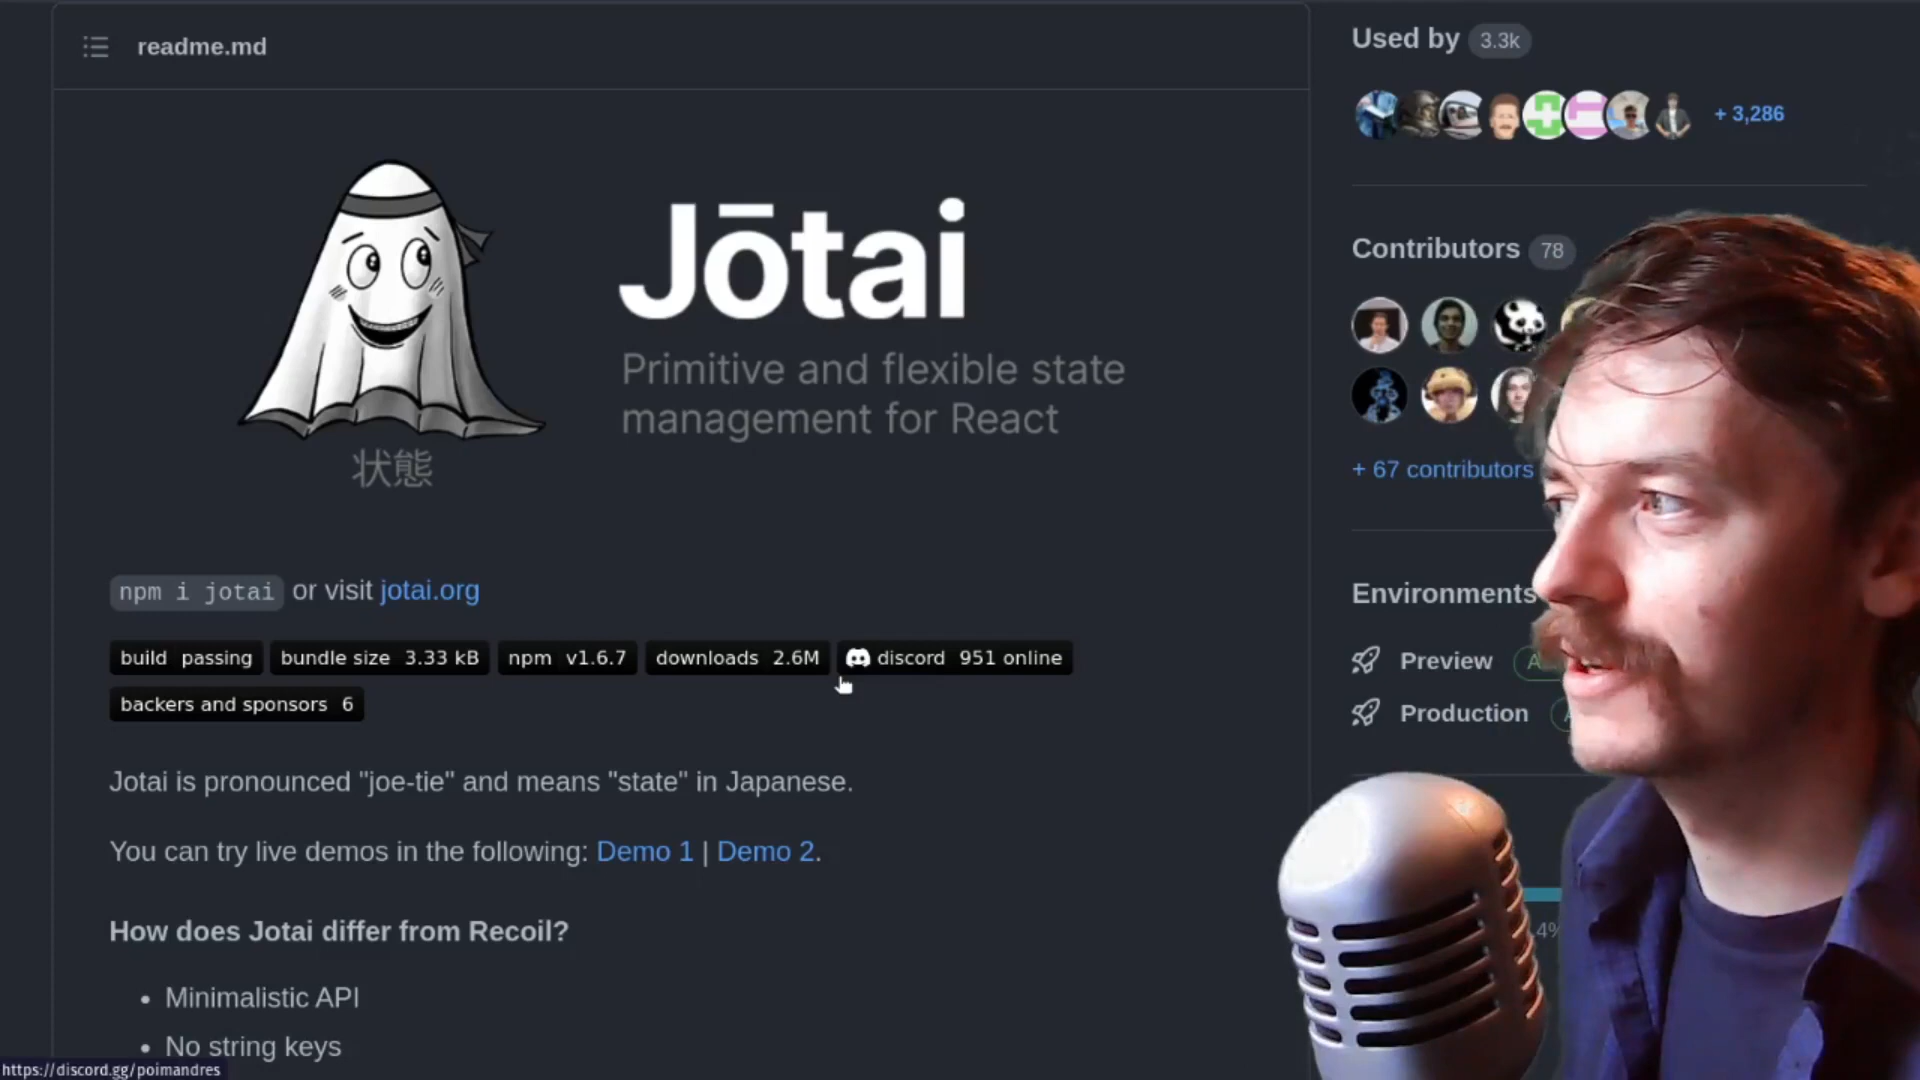 readme.md
Jōtai
Primitive and flexible state
management for React
状態
npm i jotai or visit jotai.org
build passing bundle size 3.33 kB npm v1.6.7 downloads 2.6M discord 951 online
backers and sponsors 6
Jotai is pronounced "joe-tie" and means "state" in Japanese.
You can try live demos in the following: Demo 1 | Demo 2.
How does Jotai differ from Recoil?
• Minimalistic API
• No string keys
https://discord.gg/poimandres
Used by 3.3k
+ 3,286
Contributors 78
+ 67 contributors
Environments
Preview
Production